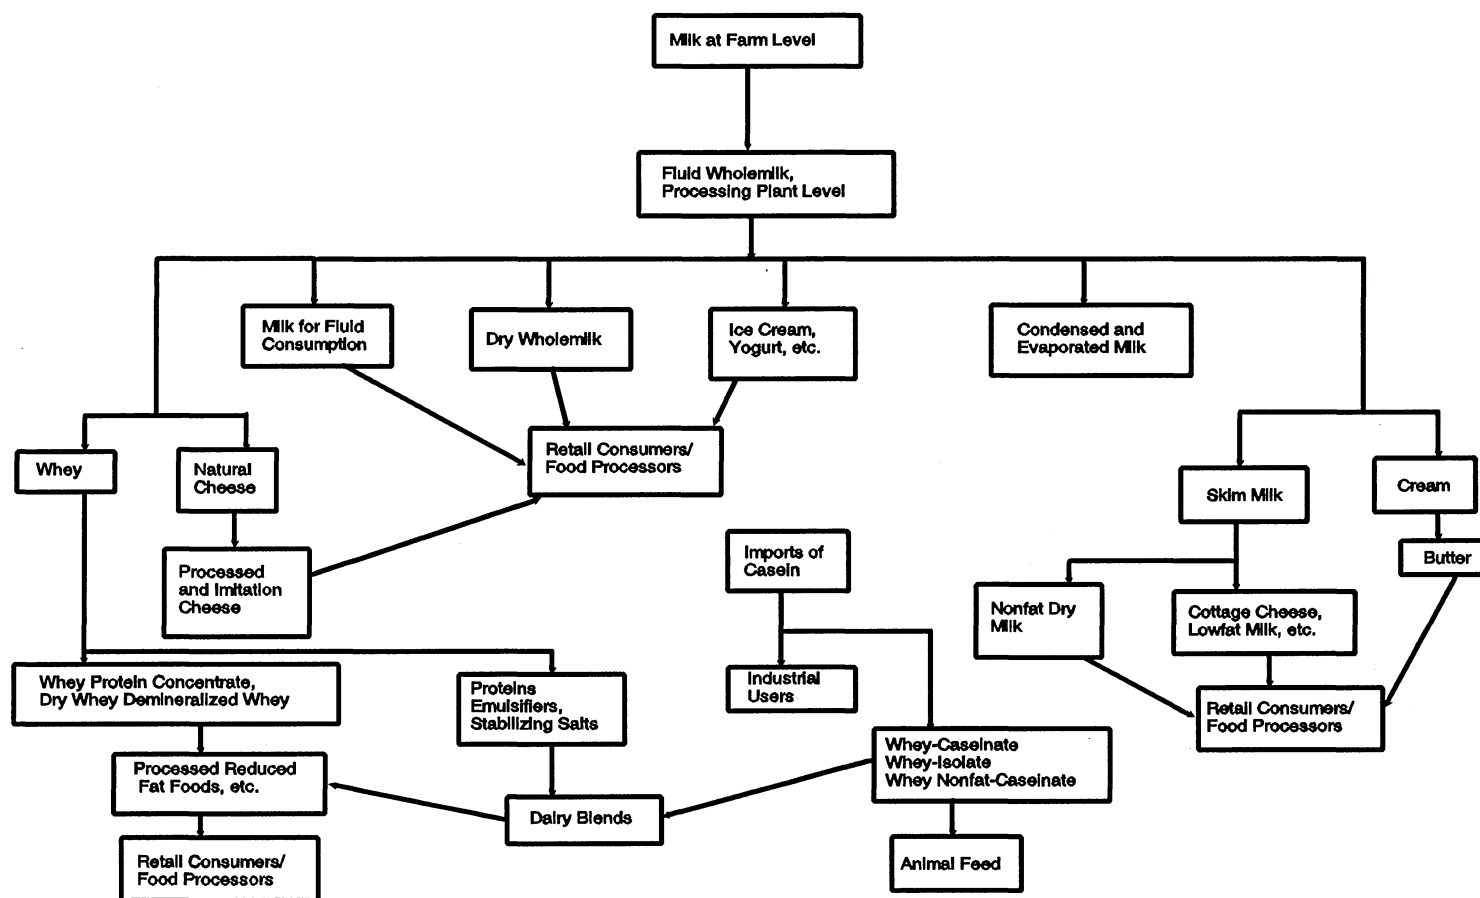 Milk at Farm Level
Fluid Wholemilk,
Processing Plant Level
Milk for Fluid
Consumption
Dry Wholemilk
Ice Cream,
Yogurt, etc.
Condensed and
Evaporated Milk
Retail Consumers/
Food Processors
Whey
Natural
Cheese
Skim Milk
Cream
Processed
and Imitation
Cheese
Imports of
Casein
Butter
Nonfat Dry
Milk
Cottage Cheese,
Lowfat Milk, etc.
Whey Protein Concentrate,
Dry Whey Demineralized Whey
Proteins
Emulsifiers,
Stabilizing Salts
Industrial
Users
Retail Consumers/
Food Processors
Whey-Caseinate
Whey-Isolate
Whey Nonfat-Caseinate
Processed Reduced
Fat Foods, etc.
Dairy Blends
Animal Feed
Retail Consumers/
Food Processors